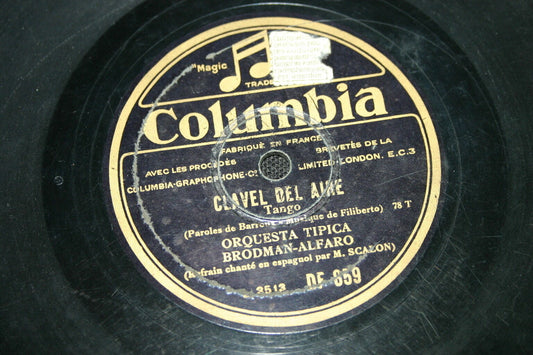 "Magic
TRADE
Columbia
FABRIQUÉ EN FRANCE
AVEC LES PROCÉDÉS BREVETÉS DE LA
COLUMBIA-GRAPHOPHONE-C LIMITED-LONDON. E.C.3
CLAVEL DEL AIRE
Tango
(Paroles de Musique de Filiberto) 78 T
ORQUESTA TIPICA
BRODMAN-ALFARO
(Refrain chanté en espagnol par M. SCALON)
3513 DF 659